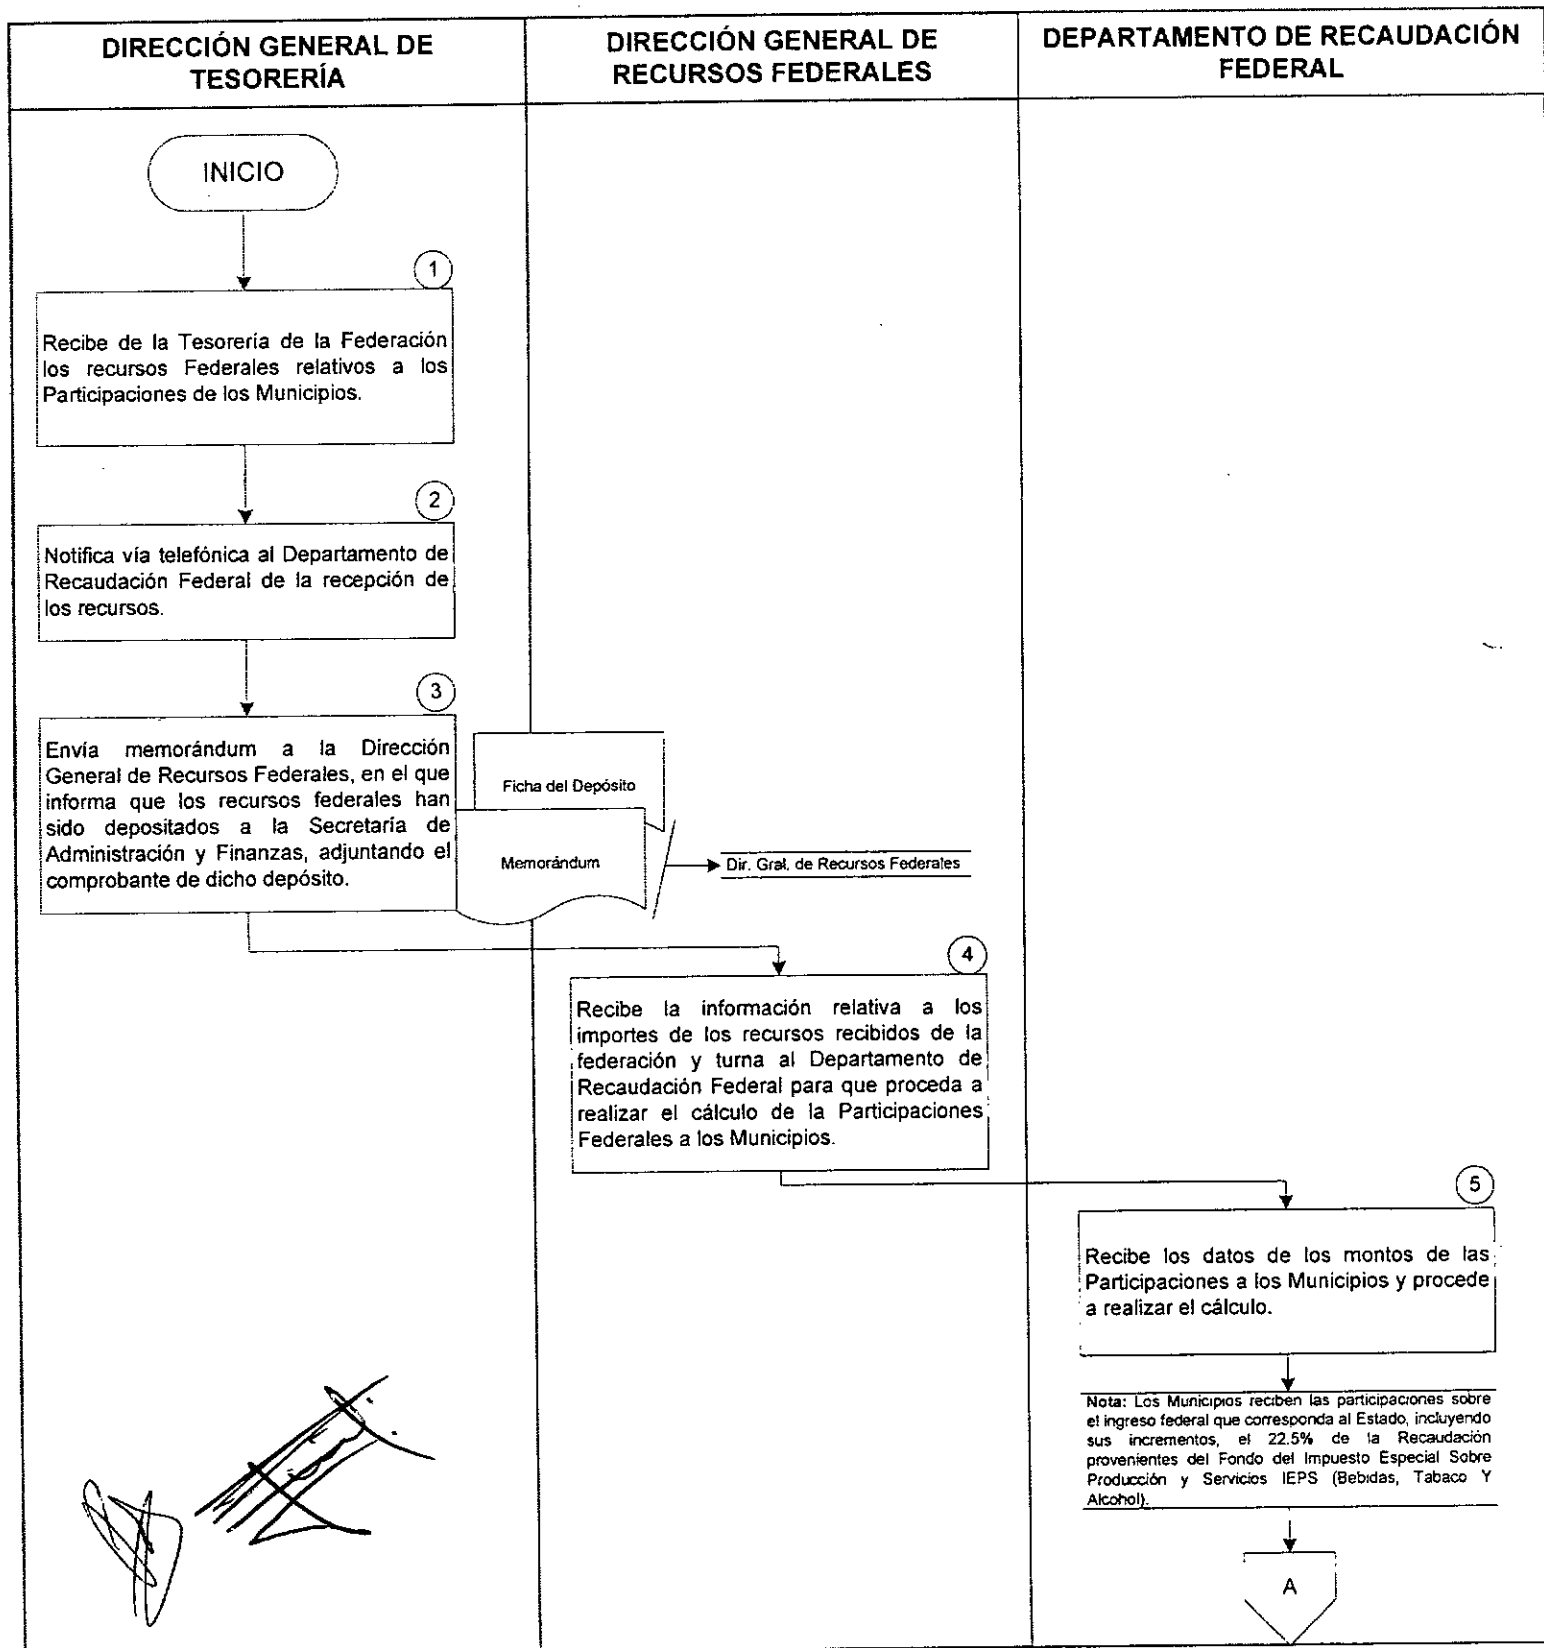 DIRECCIÓN GENERAL DE
TESORERÍA
DIRECCIÓN GENERAL DE
RECURSOS FEDERALES
DEPARTAMENTO DE RECAUDACIÓN
FEDERAL
INICIO
1
Recibe de la Tesorería de la Federación
los recursos Federales relativos a los
Participaciones de los Municipios.
2
Notifica vía telefónica al Departamento de
Recaudación Federal de la recepción de
los recursos.
3
Envía memorándum a la Dirección
General de Recursos Federales, en el que
informa que los recursos federales han
sido depositados a la Secretaría de
Administración y Finanzas, adjuntando el
comprobante de dicho depósito.
Ficha del Depósito
Memorándum
Dir. Gral. de Recursos Federales
4
Recibe la información relativa a los
importes de los recursos recibidos de la
federación y turna al Departamento de
Recaudación Federal para que proceda a
realizar el cálculo de la Participaciones
Federales a los Municipios.
5
Recibe los datos de los montos de las
Participaciones a los Municipios y procede
a realizar el cálculo.
Nota: Los Municipios reciben las participaciones sobre
el ingreso federal que corresponda al Estado, incluyendo
sus incrementos, el 22.5% de la Recaudación
provenientes del Fondo del Impuesto Especial Sobre
Producción y Servicios IEPS (Bebidas, Tabaco Y
Alcohol).
A